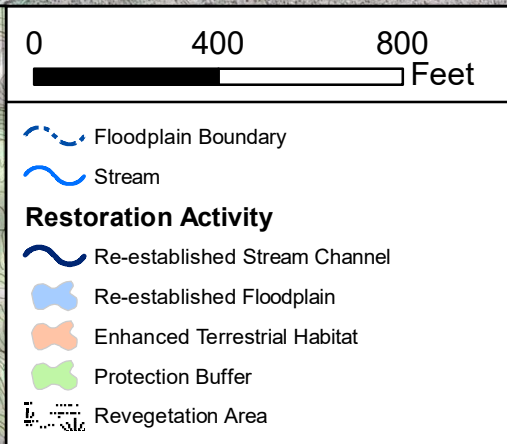 0 400 800
Feet
Floodplain Boundary
Stream
Restoration Activity
Re-established Stream Channel
Re-established Floodplain
Enhanced Terrestrial Habitat
Protection Buffer
Revegetation Area